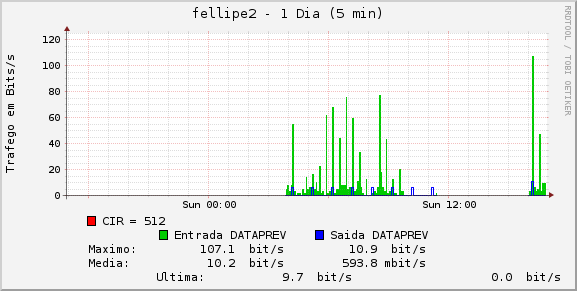 fellipe2 - 1 Dia (5 min)
RRDTOOL / TOBI OETIKER
Trafego em Bits/s
120
100
80
60
40
20
0
Sun 00:00 Sun 12:00
CIR = 512
Entrada DATAPREV Saida DATAPREV
Maximo: 107.1 bit/s 10.9 bit/s
Media: 10.2 bit/s 593.8 mbit/s
Ultima: 9.7 bit/s 0.0 bit/s